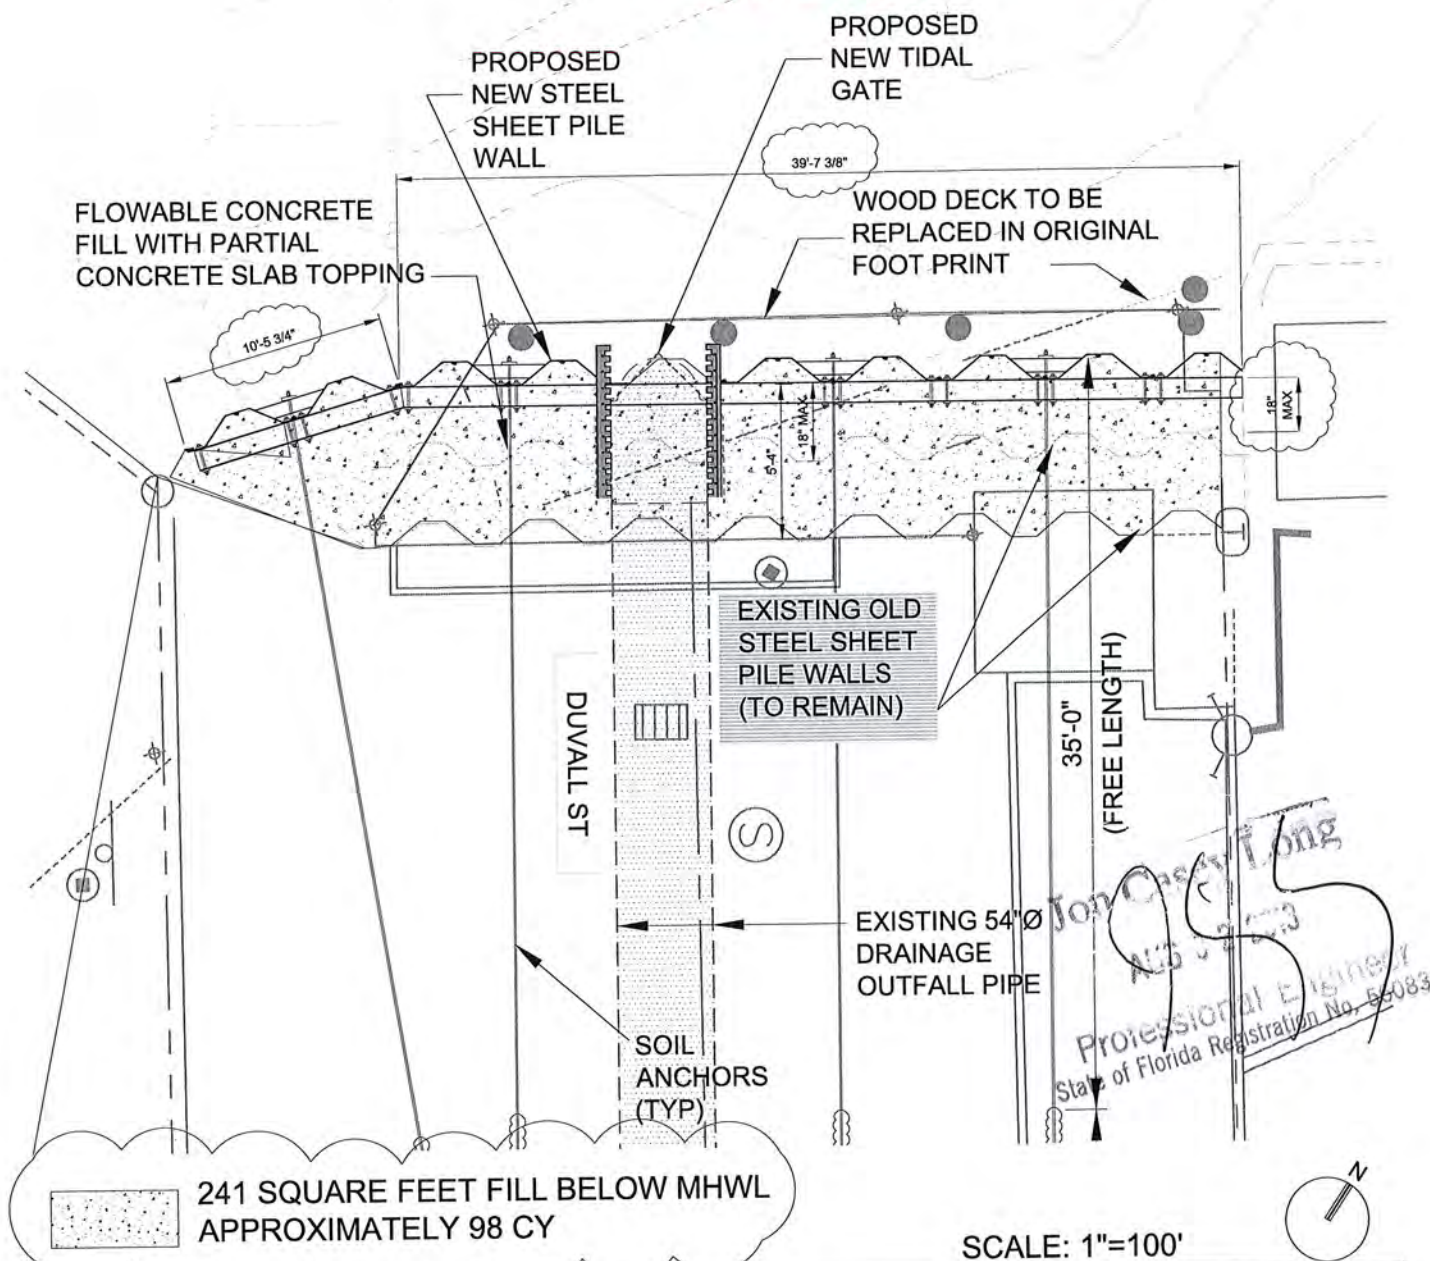 PROPOSED
NEW TIDAL
GATE
PROPOSED
NEW STEEL
SHEET PILE
WALL
39'-7 3/8"
WOOD DECK TO BE
REPLACED IN ORIGINAL
FOOT PRINT
FLOWABLE CONCRETE
FILL WITH PARTIAL
CONCRETE SLAB TOPPING
10'-5 3/4"
18" MAX.
5'-4"
18"
MAX
EXISTING OLD
STEEL SHEET
PILE WALLS
(TO REMAIN)
DUVALL ST
S
35'-0"
(FREE LENGTH)
EXISTING 54"Ø
DRAINAGE
OUTFALL PIPE
Jon Casey Long
AUG
Professional Engineer
State of Florida Registration No,
SOIL
ANCHORS
(TYP)
241 SQUARE FEET FILL BELOW MHWL
APPROXIMATELY 98 CY
N
SCALE: 1"=100'